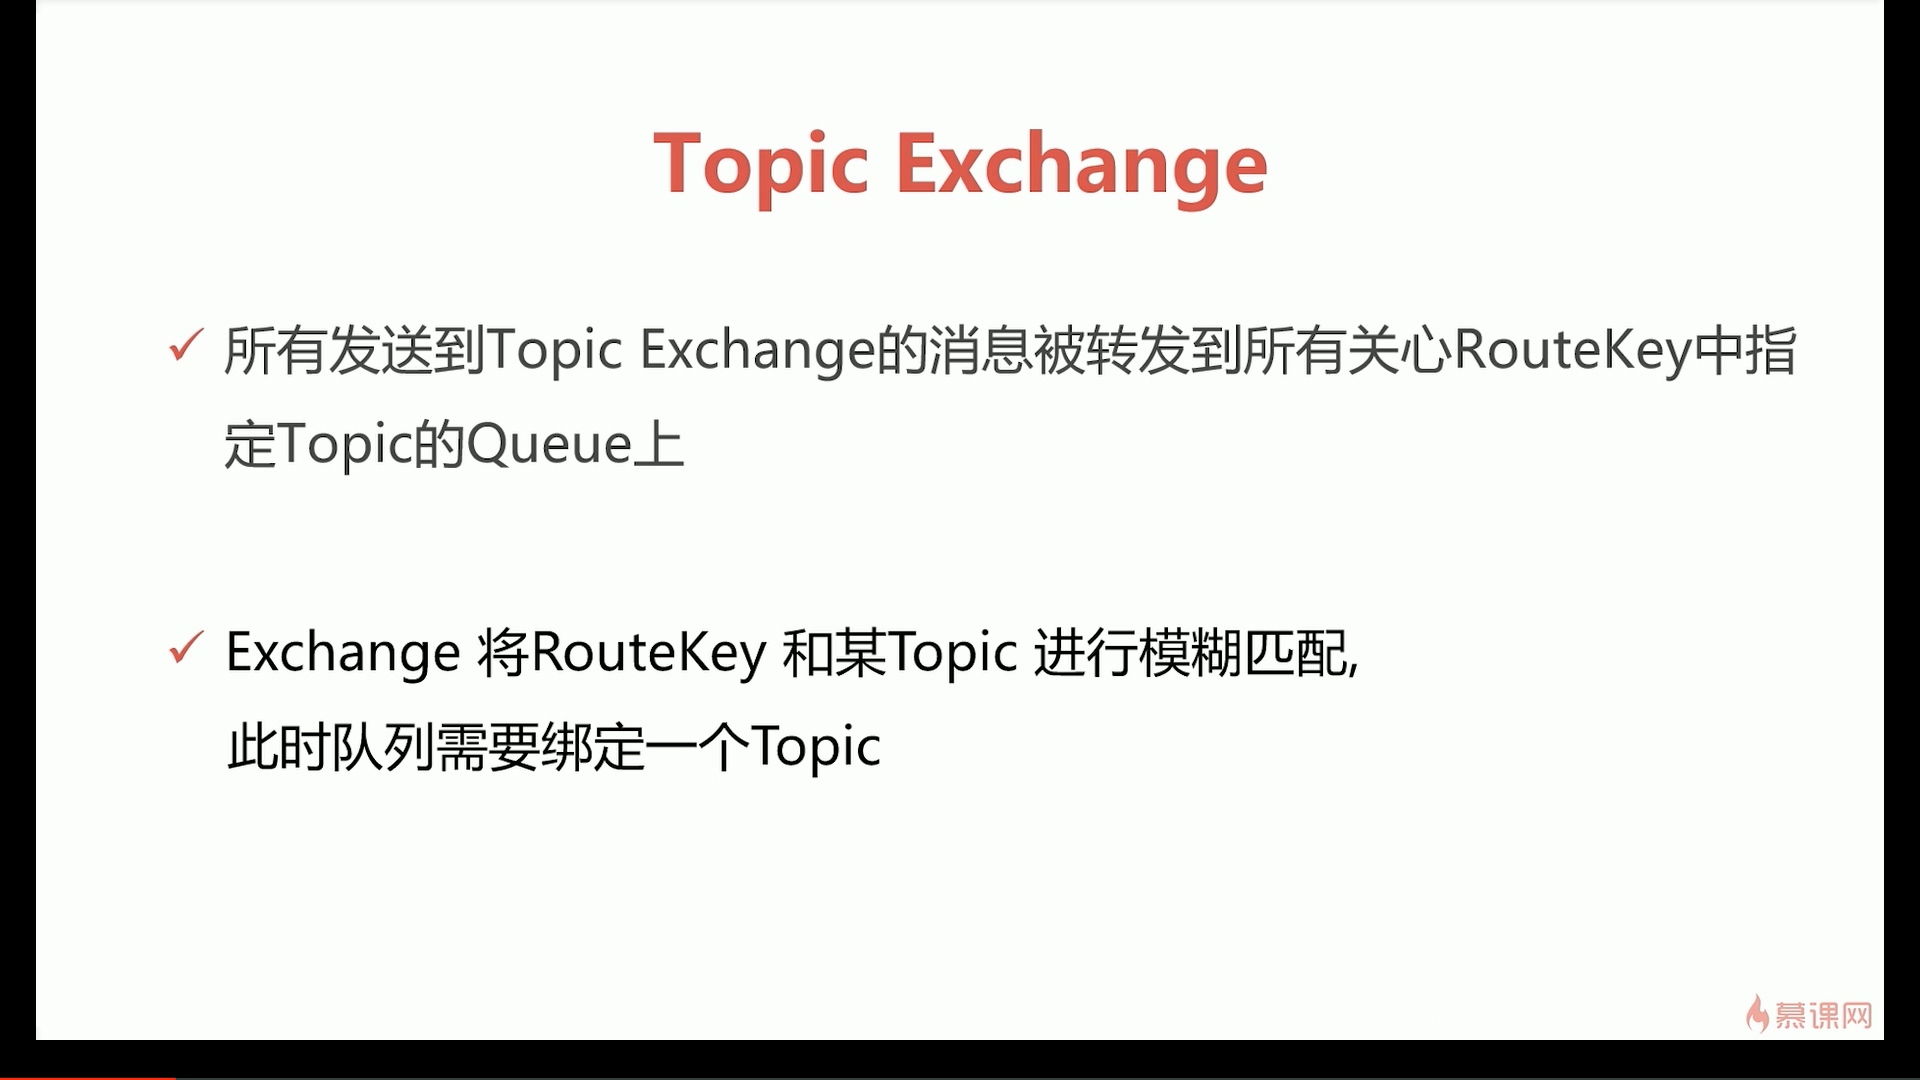 Topic Exchange
所有发送到Topic Exchange的消息被转发到所有关心RouteKey中指
定Topic的Queue上
Exchange 将RouteKey 和某Topic 进行模糊匹配,
此时队列需要绑定一个Topic
慕课网